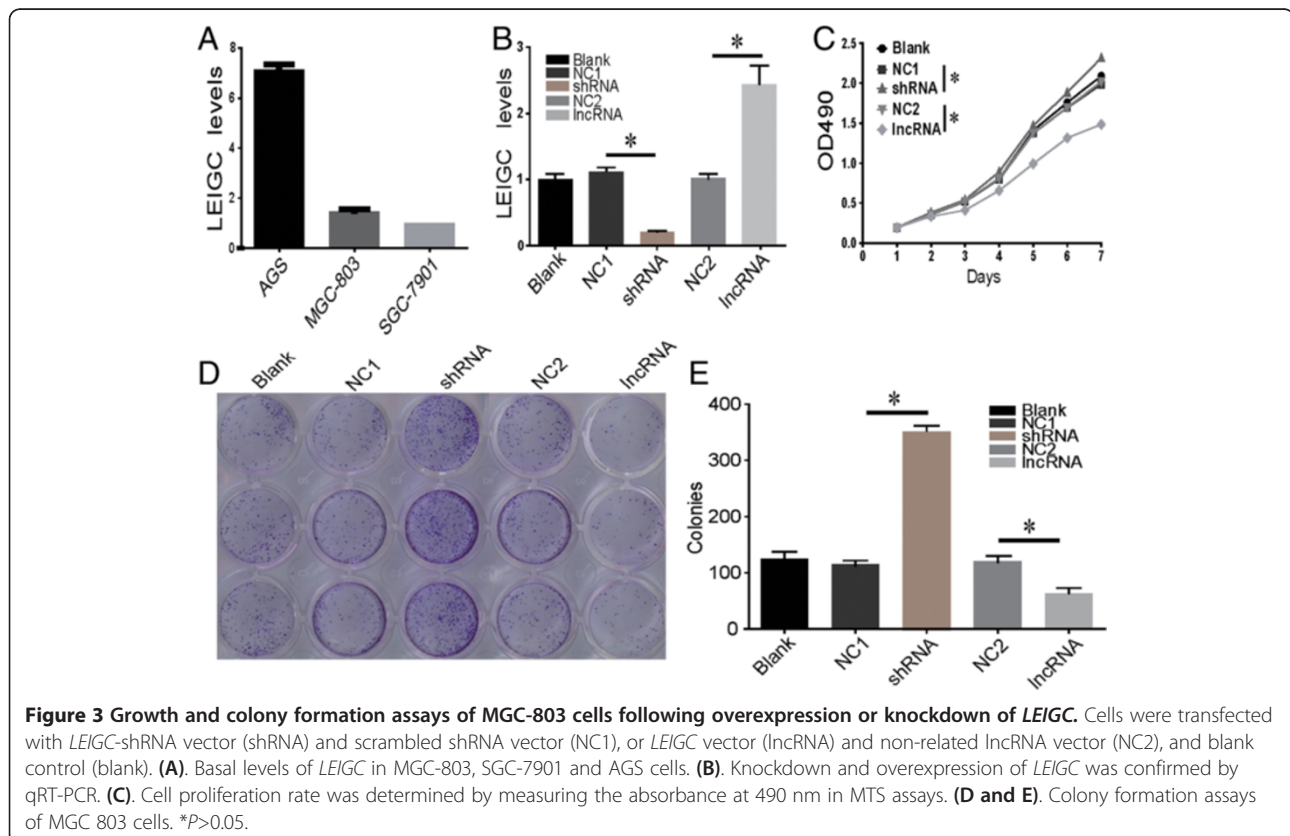 A
LEIGC levels
8
6
4
2
0
AGS
MGC-803
SGC-7901
B
LEIGC levels
3
2
1
0
Blank
NC1
shRNA
NC2
lncRNA
*
*
Blank
NC1
shRNA
NC2
lncRNA
C
OD490
2.5
2.0
1.5
1.0
0.5
0.0
0 1 2 3 4 5 6 7
Days
Blank
NC1
shRNA *
NC2
lncRNA *
D
Blank NC1 shRNA NC2 lncRNA
E
Colonies
400
300
200
100
0
*
*
Blank
NC1
shRNA
NC2
lncRNA
Blank
NC1
shRNA
NC2
lncRNA
Figure 3 Growth and colony formation assays of MGC-803 cells following overexpression or knockdown of LEIGC. Cells were transfected
with LEIGC-shRNA vector (shRNA) and scrambled shRNA vector (NC1), or LEIGC vector (lncRNA) and non-related lncRNA vector (NC2), and blank
control (blank). (A). Basal levels of LEIGC in MGC-803, SGC-7901 and AGS cells. (B). Knockdown and overexpression of LEIGC was confirmed by
qRT-PCR. (C). Cell proliferation rate was determined by measuring the absorbance at 490 nm in MTS assays. (D and E). Colony formation assays
of MGC 803 cells. *P>0.05.